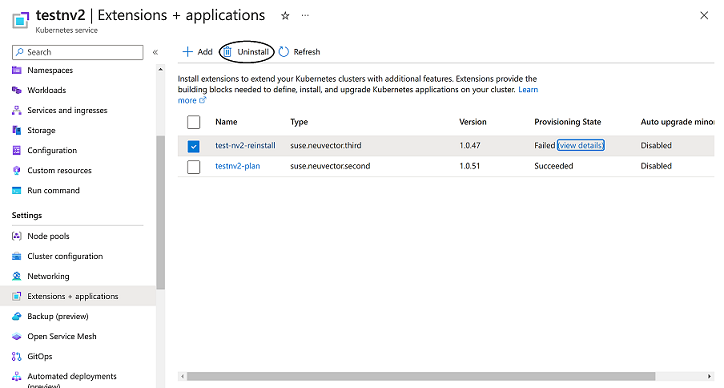 testnv2 | Extensions + applications
Kubernetes service
Search
Namespaces
Workloads
Services and ingresses
Storage
Configuration
Custom resources
Run command
Settings
Node pools
Cluster configuration
Networking
Extensions + applications
Backup (preview)
Open Service Mesh
GitOps
Automated deployments
(preview)
Add Uninstall Refresh
Install extensions to extend your Kubernetes clusters with additional features. Extensions provide the
building blocks needed to define, install, and upgrade Kubernetes applications on your cluster. Learn
more
Name Type Version Provisioning State Auto upgrade minor
test-nv2-reinstall suse.neuvector.third 1.0.47 Failed (view details) Disabled
testnv2-plan suse.neuvector.second 1.0.51 Succeeded Disabled